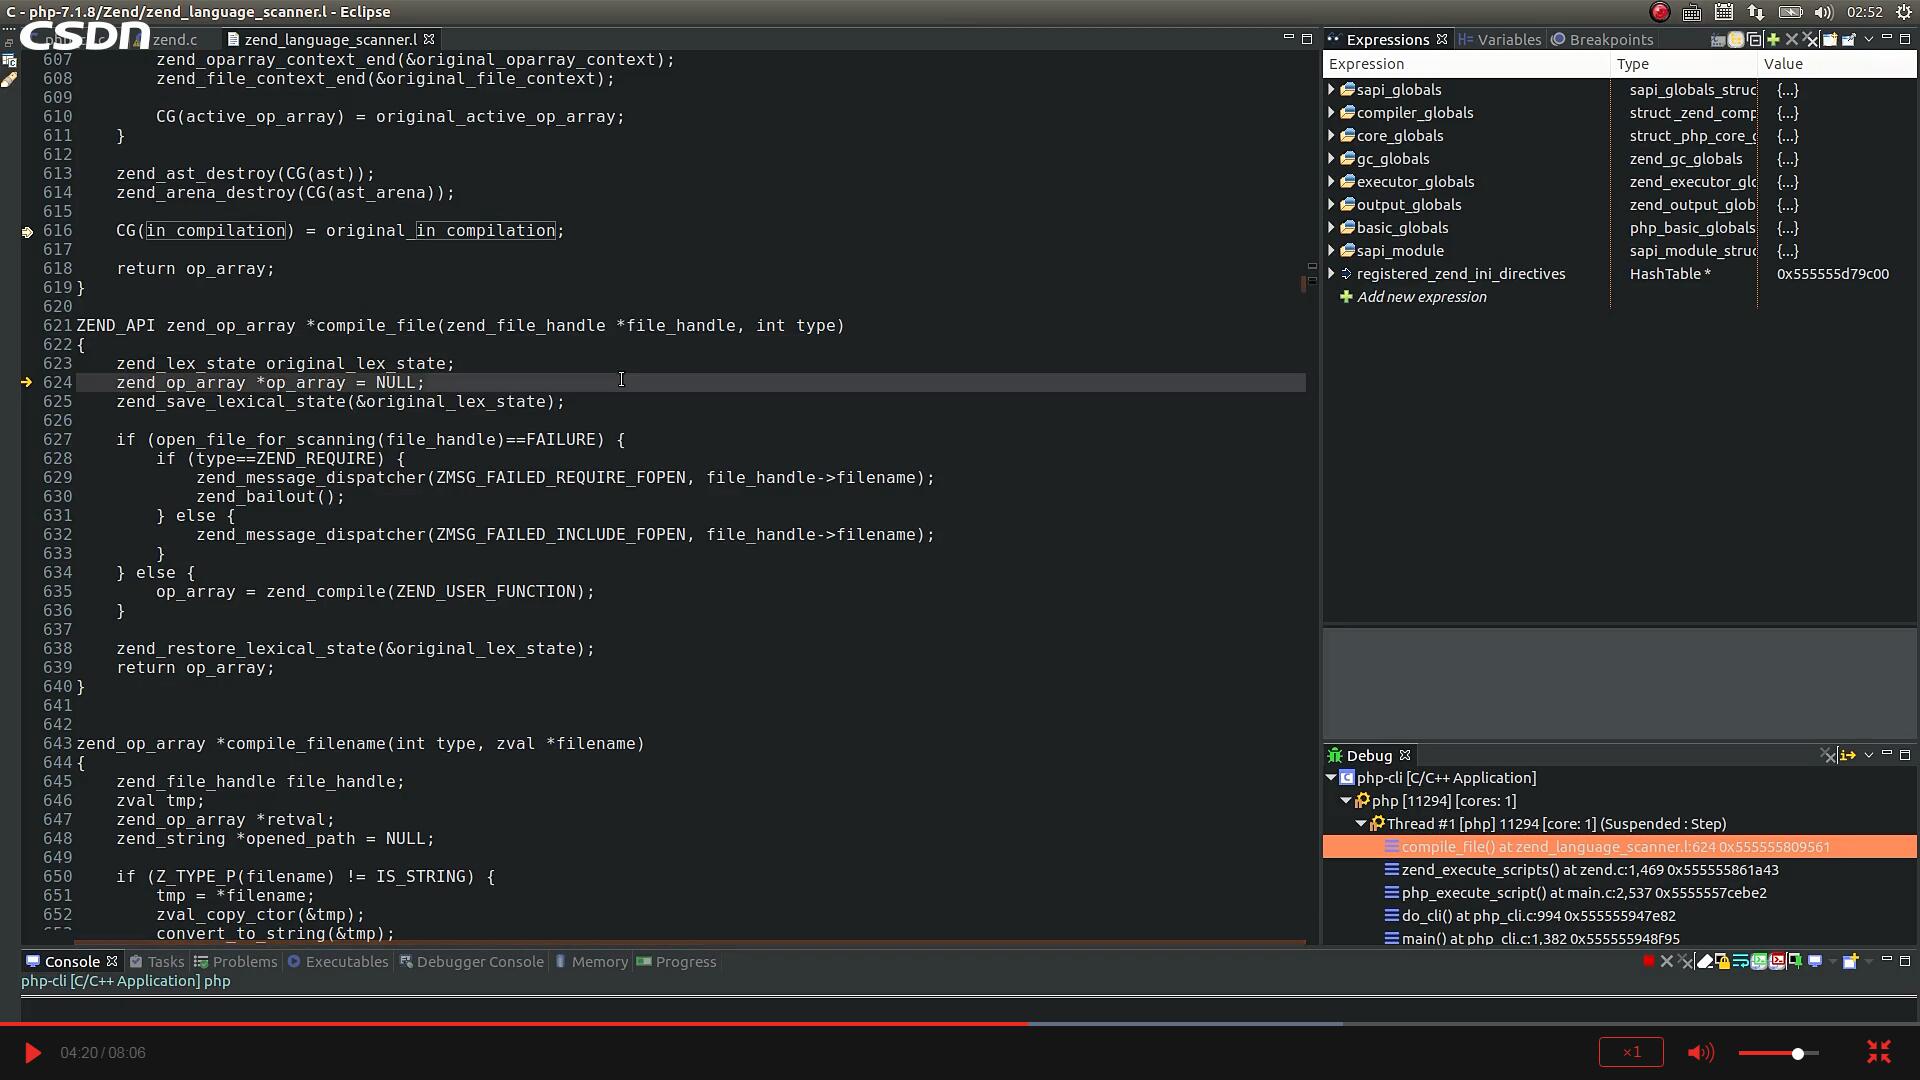 C - php-7.1.8/Zend/zend_language_scanner.l - Eclipse
02:52
CSDN
zend.c
zend_language_scanner.l
607 zend_oparray_context_end(&original_oparray_context);
608 zend_file_context_end(&original_file_context);
609
610 CG(active_op_array) = original_active_op_array;
611 }
612
613 zend_ast_destroy(CG(ast));
614 zend_arena_destroy(CG(ast_arena));
615
616 CG(in_compilation) = original_in_compilation;
617
618 return op_array;
619 }
620
621 ZEND_API zend_op_array *compile_file(zend_file_handle *file_handle, int type)
622 {
623 zend_lex_state original_lex_state;
624 zend_op_array *op_array = NULL;
625 zend_save_lexical_state(&original_lex_state);
626
627 if (open_file_for_scanning(file_handle)==FAILURE) {
628 if (type==ZEND_REQUIRE) {
629 zend_message_dispatcher(ZMSG_FAILED_REQUIRE_FOPEN, file_handle->filename);
630 zend_bailout();
631 } else {
632 zend_message_dispatcher(ZMSG_FAILED_INCLUDE_FOPEN, file_handle->filename);
633 }
634 } else {
635 op_array = zend_compile(ZEND_USER_FUNCTION);
636 }
637
638 zend_restore_lexical_state(&original_lex_state);
639 return op_array;
640 }
641
642
643 zend_op_array *compile_filename(int type, zval *filename)
644 {
645 zend_file_handle file_handle;
646 zval tmp;
647 zend_op_array *retval;
648 zend_string *opened_path = NULL;
649
650 if (Z_TYPE_P(filename) != IS_STRING) {
651 tmp = *filename;
652 zval_copy_ctor(&tmp);
convert_to_string(&tmp);
Expressions Variables Breakpoints
Expression Type Value
sapi_globals sapi_globals_struc {...}
compiler_globals struct_zend_comp {...}
core_globals struct_php_core_g {...}
gc_globals zend_gc_globals {...}
executor_globals zend_executor_glo {...}
output_globals zend_output_glob {...}
basic_globals php_basic_globals {...}
sapi_module sapi_module_struc {...}
registered_zend_ini_directives HashTable * 0x555555d79c00
Add new expression
Debug
php-cli [C/C++ Application]
php [11294] [cores: 1]
Thread #1 [php] 11294 [core: 1] (Suspended : Step)
compile_file() at zend_language_scanner.l:624 0x555555809561
zend_execute_scripts() at zend.c:1,469 0x555555861a43
php_execute_script() at main.c:2,537 0x5555557cebe2
do_cli() at php_cli.c:994 0x555555947e82
main() at php_cli.c:1,382 0x555555948f95
Console Tasks Problems Executables Debugger Console Memory Progress
php-cli [C/C++ Application] php
04:20 / 08:06
×1